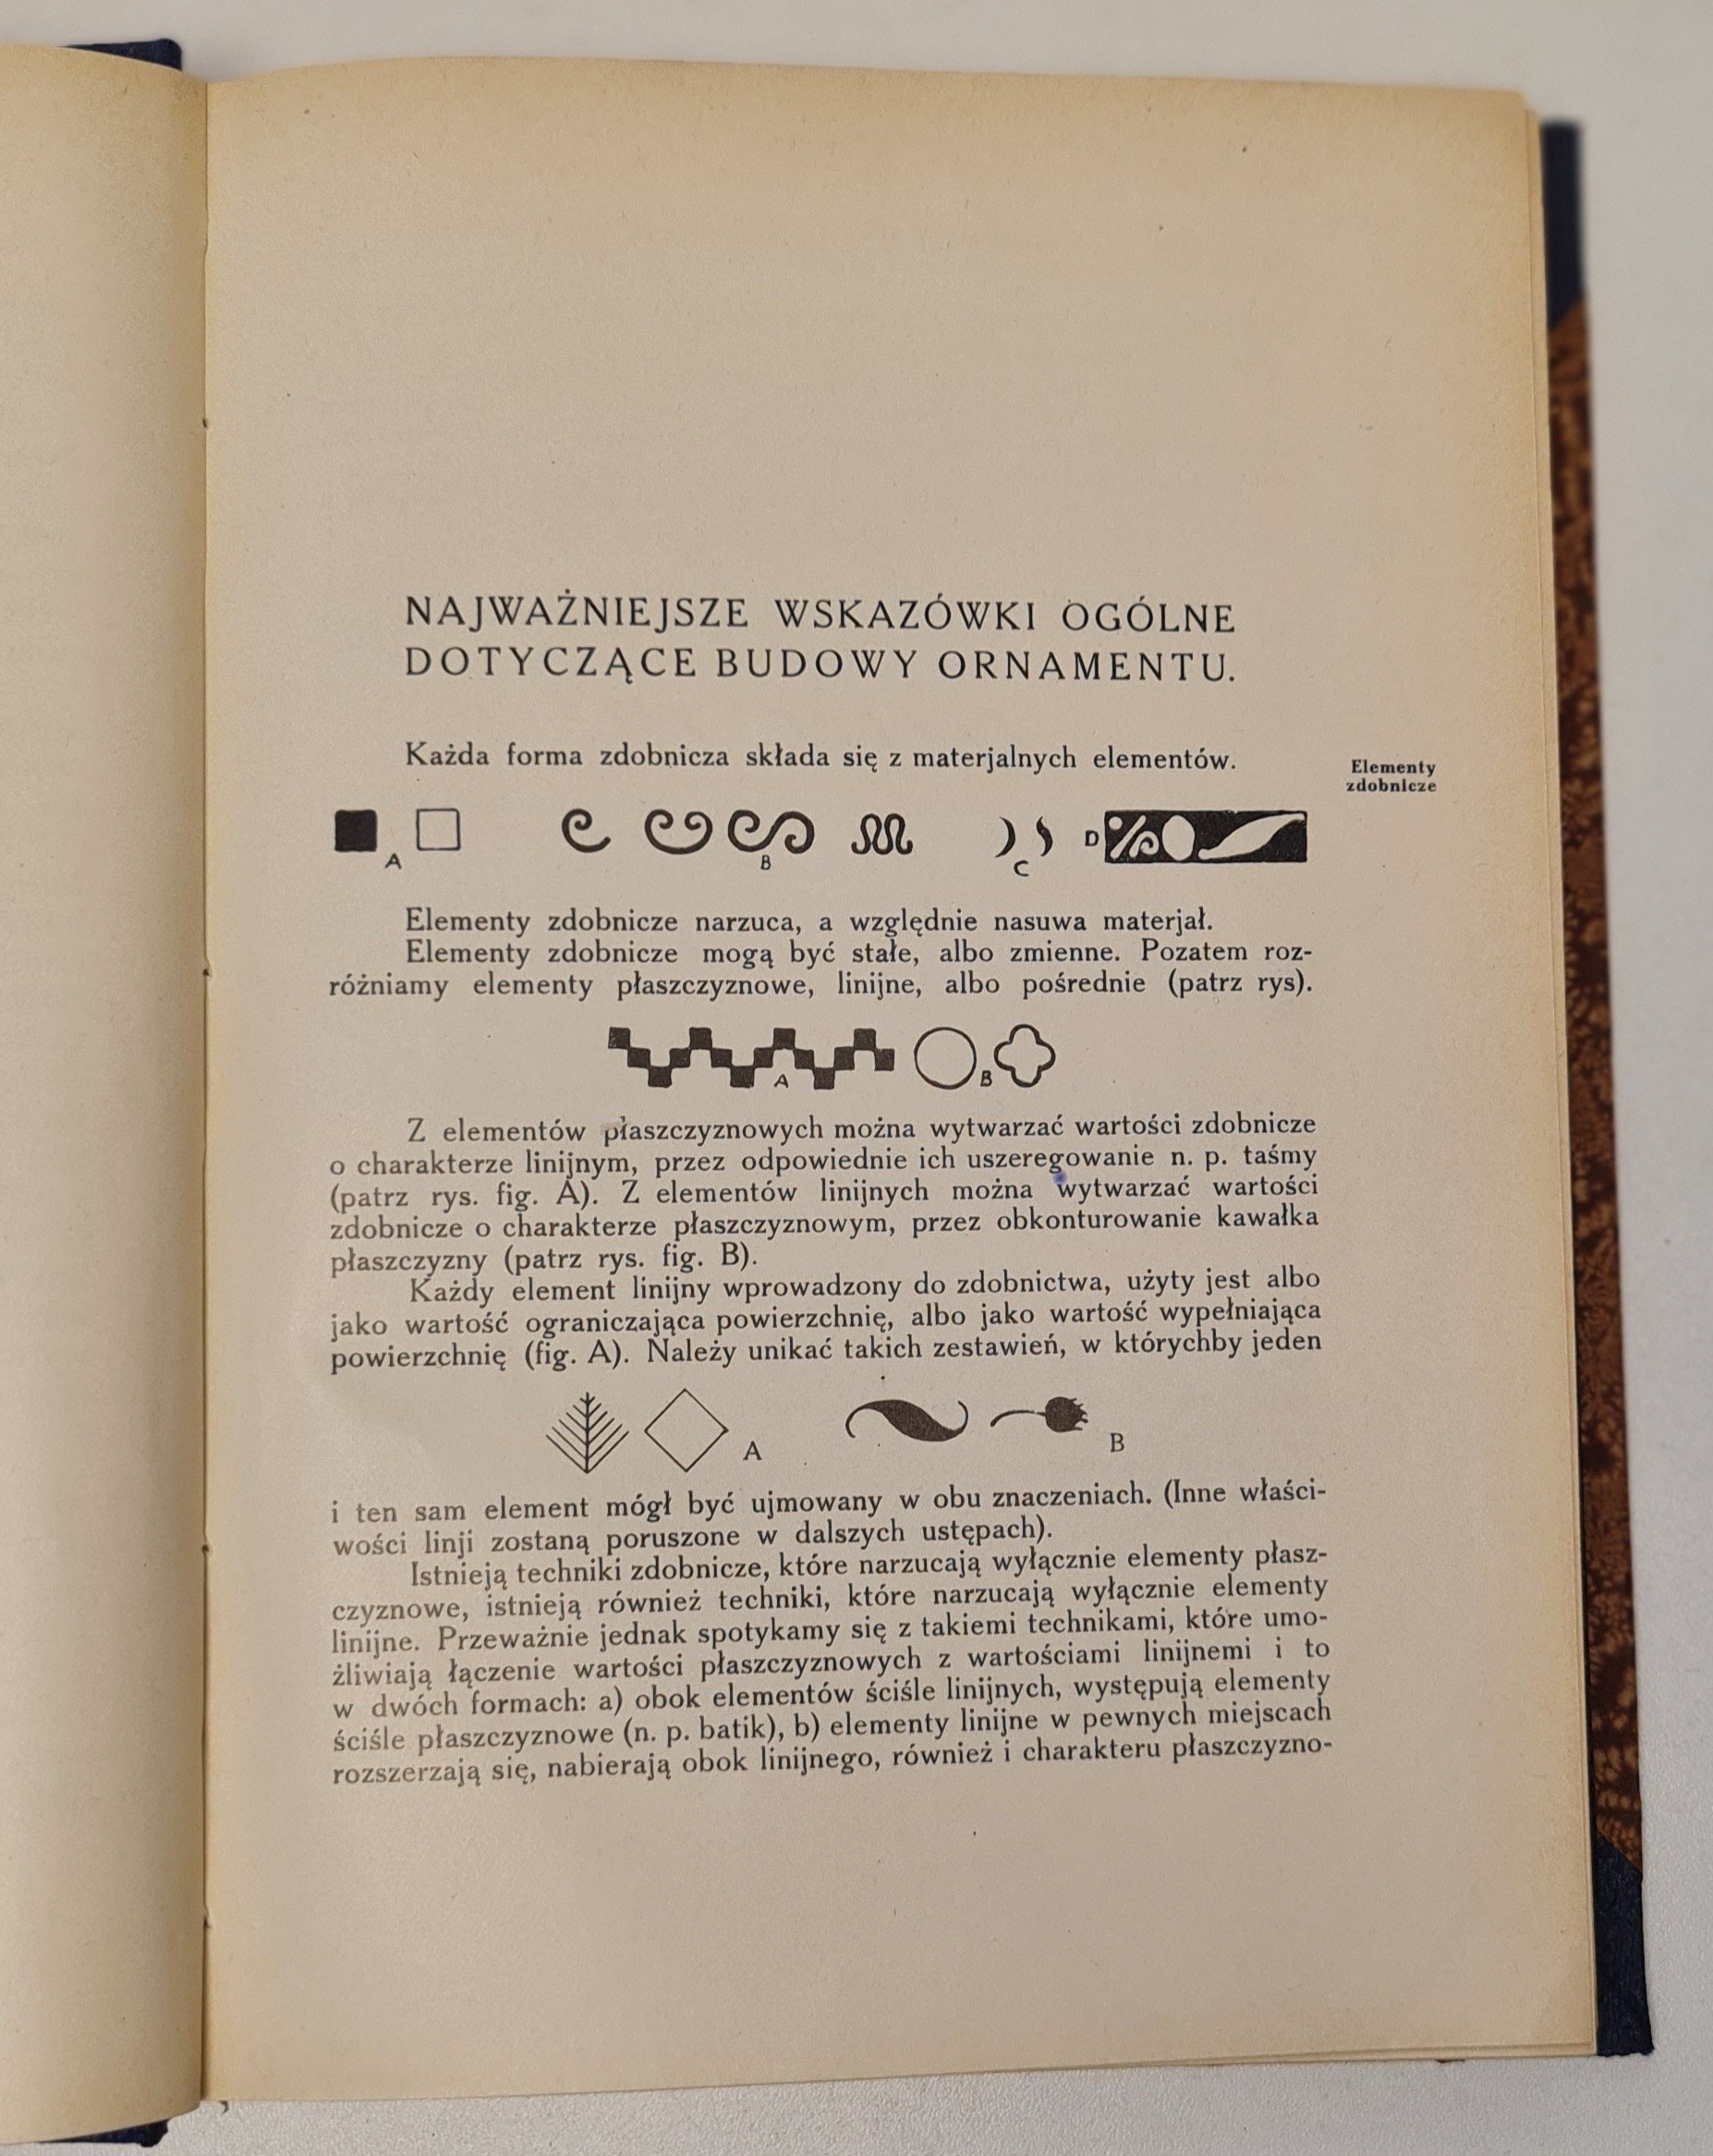 NAJWAŻNIEJSZE WSKAZÓWKI OGÓLNE
DOTYCZĄCE BUDOWY ORNAMENTU.
Każda forma zdobnicza składa się z materjalnych elementów.
Elementy
zdobnicze
A
B
C
D
Elementy zdobnicze narzuca, a względnie nasuwa materjał.
Elementy zdobnicze mogą być stałe, albo zmienne. Pozatem roz-
różniamy elementy płaszczyznowe, linijne, albo pośrednie (patrz rys).
A
B
Z elementów płaszczyznowych można wytwarzać wartości zdobnicze
o charakterze linijnym, przez odpowiednie ich uszeregowanie n. p. taśmy
(patrz rys. fig. A). Z elementów linijnych można wytwarzać wartości
zdobnicze o charakterze płaszczyznowym, przez obkonturowanie kawałka
płaszczyzny (patrz rys. fig. B).
Każdy element linijny wprowadzony do zdobnictwa, użyty jest albo
jako wartość ograniczająca powierzchnię, albo jako wartość wypełniająca
powierzchnię (fig. A). Należy unikać takich zestawień, w którychby jeden
A
B
i ten sam element mógł być ujmowany w obu znaczeniach. (Inne właści-
wości linji zostaną poruszone w dalszych ustępach).
Istnieją techniki zdobnicze, które narzucają wyłącznie elementy płasz-
czyznowe, istnieją również techniki, które narzucają wyłącznie elementy
linijne. Przeważnie jednak spotykamy się z takiemi technikami, które umo-
żliwiają łączenie wartości płaszczyznowych z wartościami linijnemi i to
w dwóch formach: a) obok elementów ściśle linijnych, występują elementy
ściśle płaszczyznowe (n. p. batik), b) elementy linijne w pewnych miejscach
rozszerzają się, nabierają obok linijnego, również i charakteru płaszczyzno-